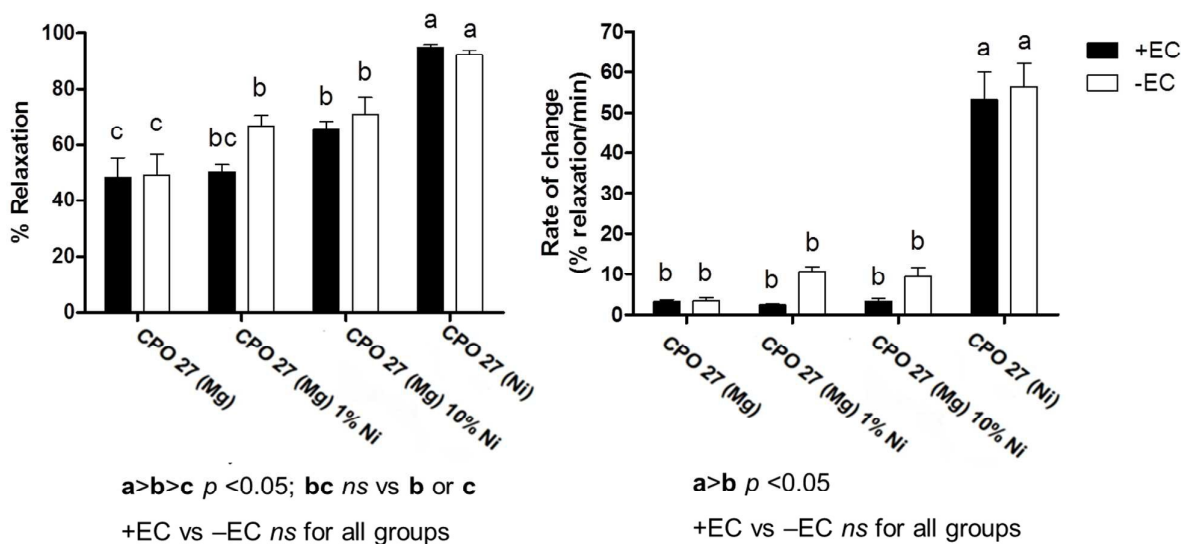 % Relaxation
100
80
60
40
20
0
c
c
bc
b
b
b
a
a
CPO 27 (Mg)
CPO 27 (Mg) 1% Ni
CPO 27 (Mg) 10% Ni
CPO 27 (Ni)
a>b>c p <0.05; bc ns vs b or c
+EC vs –EC ns for all groups
Rate of change
(% relaxation/min)
70
60
50
40
30
20
10
0
b
b
b
b
b
b
a
a
CPO 27 (Mg)
CPO 27 (Mg) 1% Ni
CPO 27 (Mg) 10% Ni
CPO 27 (Ni)
+EC
-EC
a>b p <0.05
+EC vs –EC ns for all groups